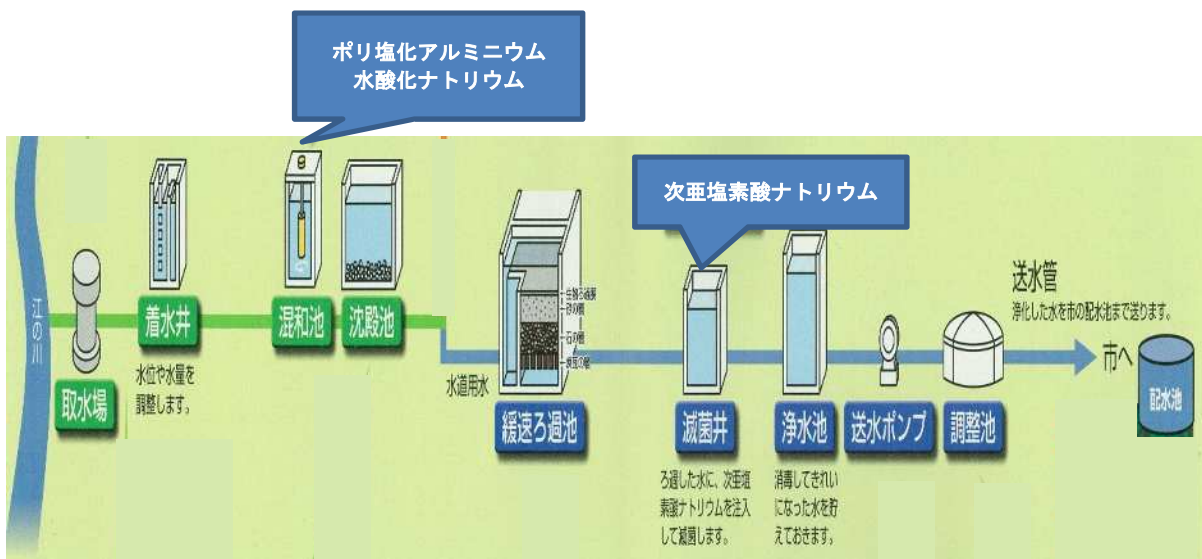 ポリ塩化アルミニウム
水酸化ナトリウム
次亜塩素酸ナトリウム
江の川
取水場
着水井
水位や水量を
調整します。
混和池
沈殿池
水道用水
砂の層
石の層
緩速ろ過池
滅菌井
ろ過した水に、次亜塩
素酸ナトリウムを注入
して滅菌します。
浄水池
消毒してきれい
になった水を貯
えておきます。
送水ポンプ
調整池
送水管
浄化した水を市の配水池まで送ります。
市へ
配水池